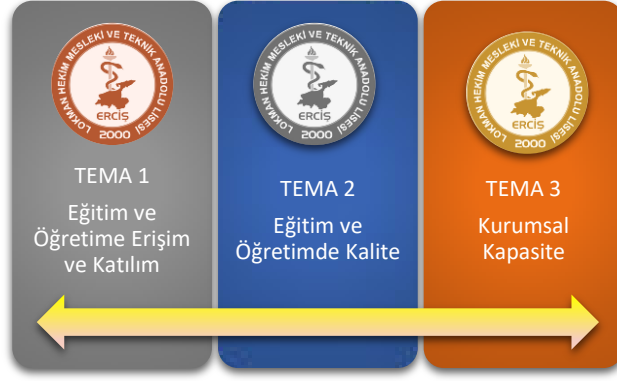 LOKMAN HEKİM MESLEKİ VE TEKNİK ANADOLU LİSESİ
ERCİŞ
2000
TEMA 1
Eğitim ve
Öğretime Erişim
ve Katılım
LOKMAN HEKİM MESLEKİ VE TEKNİK ANADOLU LİSESİ
ERCİŞ
2000
TEMA 2
Eğitim ve
Öğretimde Kalite
LOKMAN HEKİM MESLEKİ VE TEKNİK ANADOLU LİSESİ
ERCİŞ
2000
TEMA 3
Kurumsal
Kapasite